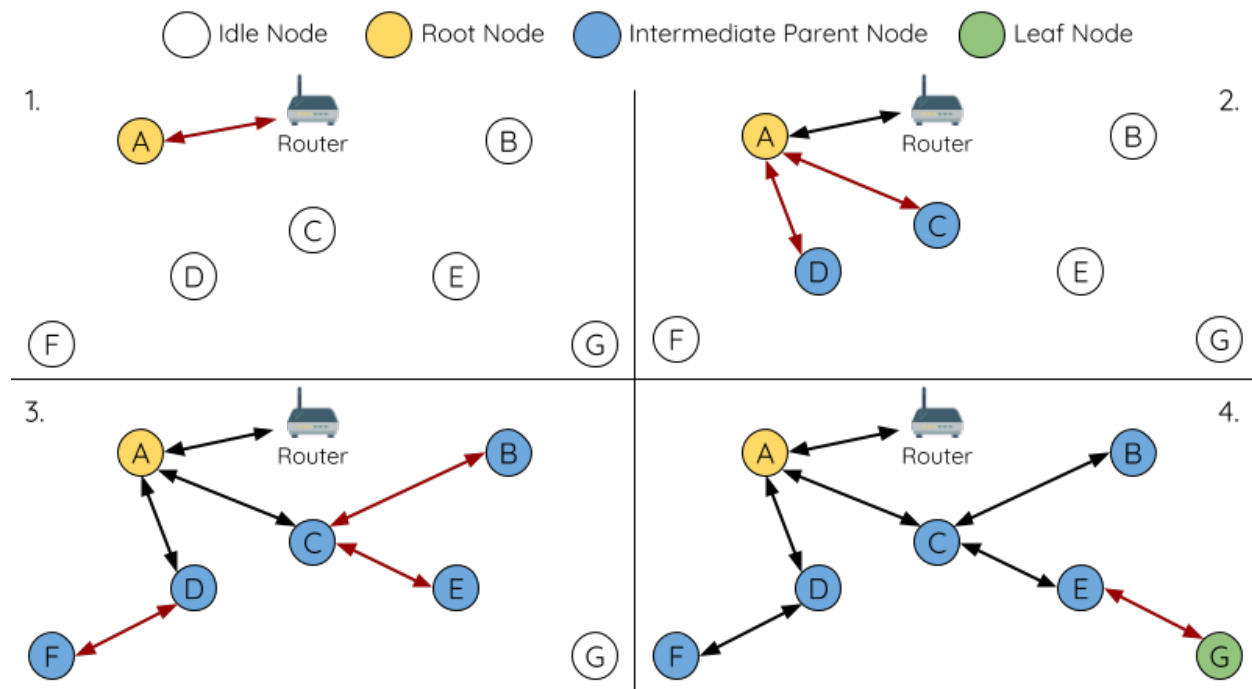 Idle Node Root Node Intermediate Parent Node Leaf Node
1.
A
Router
B
C
D
E
F
G
2.
A
Router
B
C
D
E
F
G
3.
A
Router
B
C
D
E
F
G
4.
A
Router
B
C
D
E
F
G